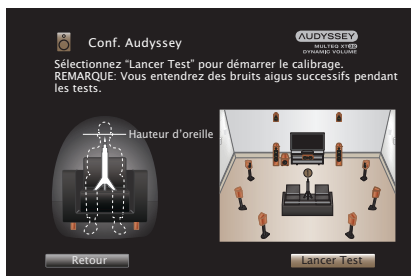 Conf. Audyssey
AUDYSSEY
MULTEQ XT32
DYNAMIC VOLUME
Sélectionnez “Lancer Test” pour démarrer le calibrage.
REMARQUE: Vous entendrez des bruits aigus successifs pendant
les tests.
Hauteur d’oreille
Retour
Lancer Test